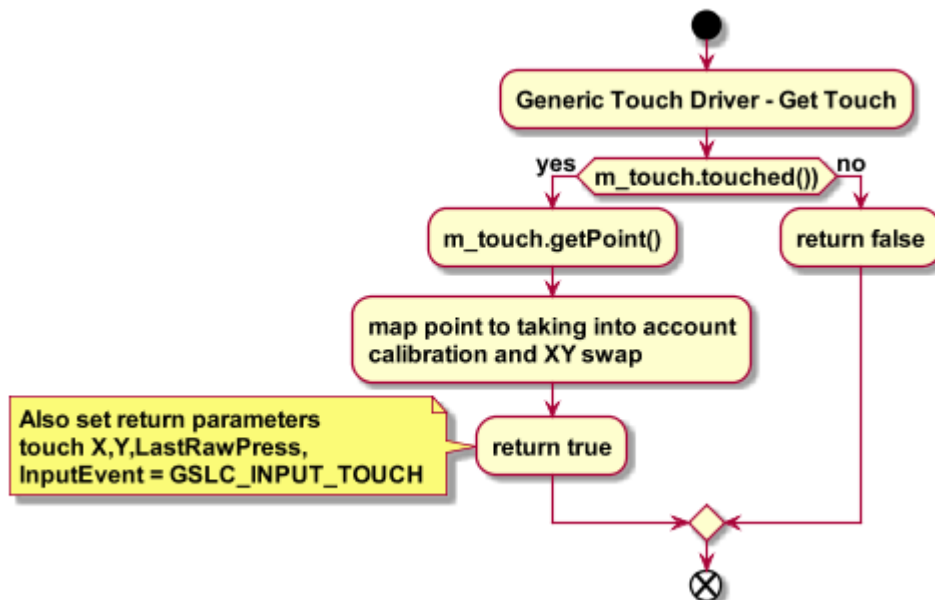 Generic Touch Driver - Get Touch
yes
m_touch.touched())
no
m_touch.getPoint()
return false
map point to taking into account
calibration and XY swap
Also set return parameters
touch X,Y,LastRawPress,
InputEvent = GSLC_INPUT_TOUCH
return true